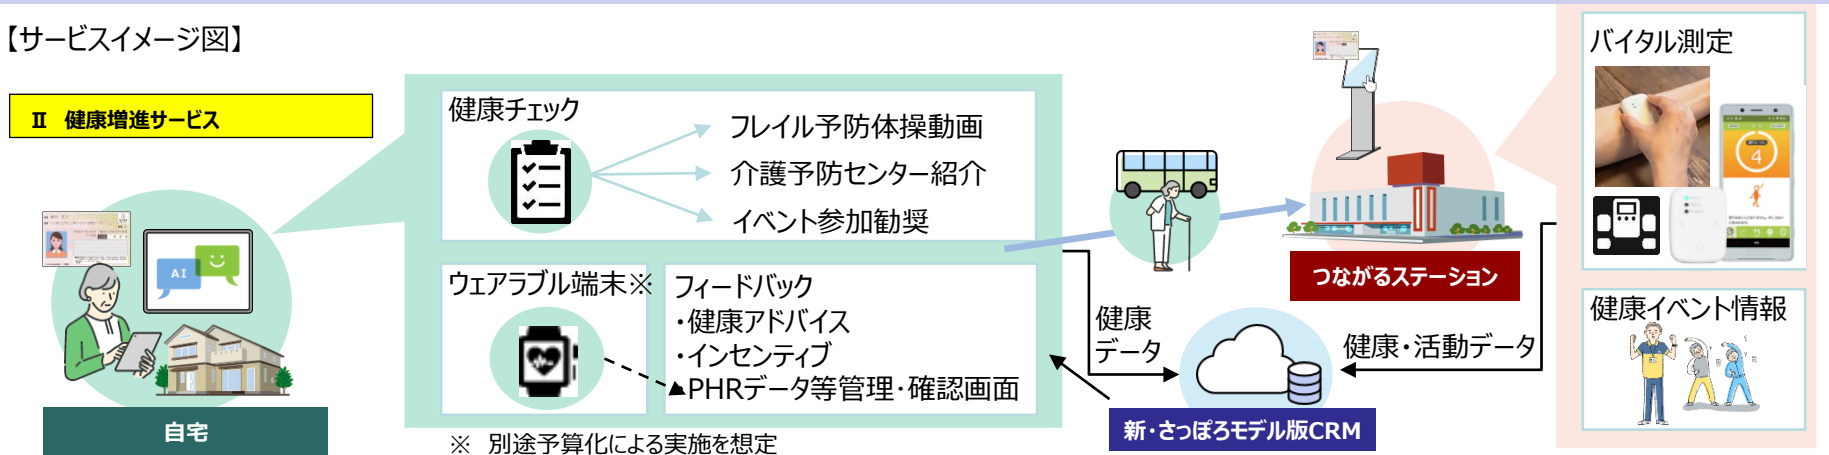 【サービスイメージ図】
Ⅱ 健康増進サービス
AI
自宅
健康チェック
フレイル予防体操動画
介護予防センター紹介
イベント参加勧奨
ウェアラブル端末※
フィードバック
・健康アドバイス
・インセンティブ
・PHRデータ等管理・確認画面
※ 別途予算化による実施を想定
つながるステーション
健康
データ
健康・活動データ
新・さっぽろモデル版CRM
バイタル測定
4
健康イベント情報